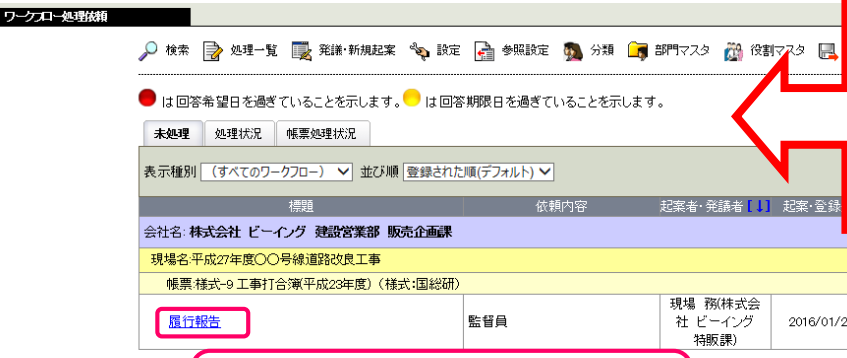 ワークフロー処理依頼
検索 処理一覧 発議・新規起案 設定 参照設定 分類 部門マスタ 役割マスタ
は回答希望日を過ぎていることを示します。 は回答期限日を過ぎていることを示します。
未処理 処理状況 帳票処理状況
表示種別 (すべてのワークフロー) 並び順 登録された順(デフォルト)
標題 依頼内容 起案者・発議者【↓】 起案・登録
会社名: 株式会社 ビーイング 建設営業部 販売企画課
現場名:平成27年度〇〇号線道路改良工事
帳票:様式-9 工事打合簿(平成23年度) (様式:国総研)
履行報告 監督員 現場 務(株式会
社 ビーイング 2016/01/2
特販課)